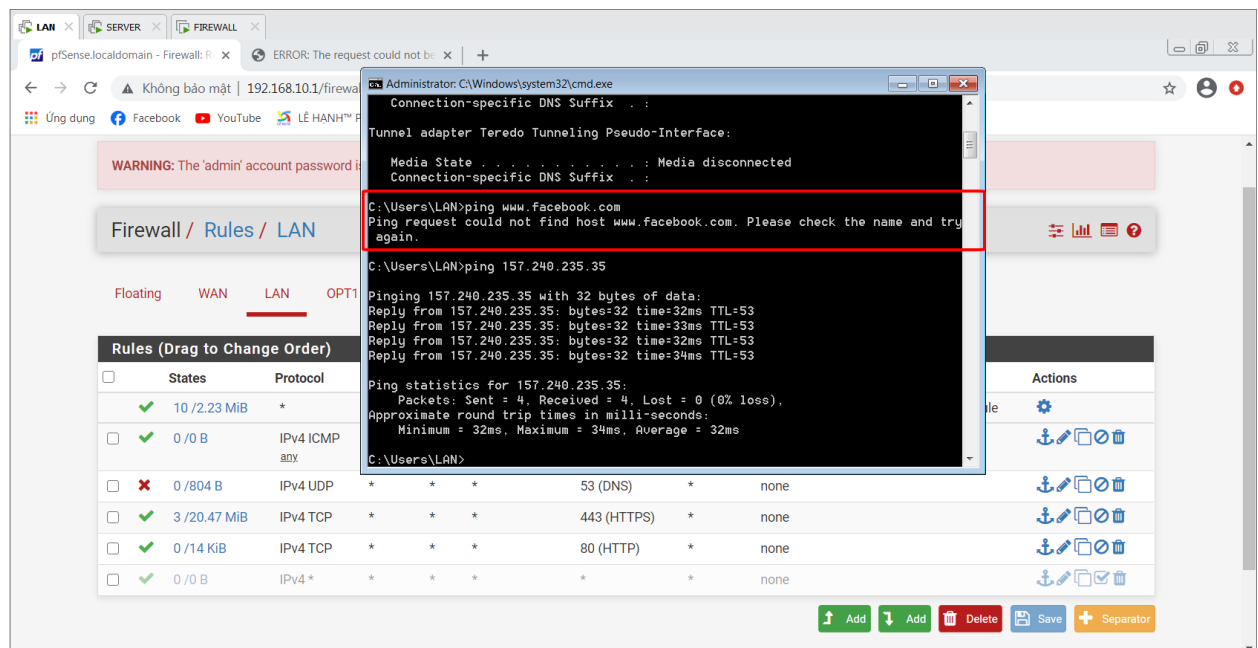 LAN
SERVER
FIREWALL
pfSense.localdomain - Firewall: R
ERROR: The request could not be
Không bảo mật | 192.168.10.1/firewal
Ứng dụng Facebook YouTube LÊ HẠNH™ P
WARNING: The 'admin' account password i
Firewall / Rules / LAN
Floating WAN LAN OPT1
Administrator: C:\Windows\system32\cmd.exe
Connection-specific DNS Suffix . :
Tunnel adapter Teredo Tunneling Pseudo-Interface:
Media State . . . . . . . . . . . : Media disconnected
Connection-specific DNS Suffix . :
C:\Users\LAN>ping www.facebook.com
Ping request could not find host www.facebook.com. Please check the name and try
again.
C:\Users\LAN>ping 157.240.235.35
Pinging 157.240.235.35 with 32 bytes of data:
Reply from 157.240.235.35: bytes=32 time=32ms TTL=53
Reply from 157.240.235.35: bytes=32 time=33ms TTL=53
Reply from 157.240.235.35: bytes=32 time=32ms TTL=53
Reply from 157.240.235.35: bytes=32 time=34ms TTL=53
Ping statistics for 157.240.235.35:
Packets: Sent = 4, Received = 4, Lost = 0 (0% loss),
Approximate round trip times in milli-seconds:
Minimum = 32ms, Maximum = 34ms, Average = 32ms
C:\Users\LAN>
Rules (Drag to Change Order)
States Protocol Actions
10 /2.23 MiB * ule
0 /0 B IPv4 ICMP
any
0 /804 B IPv4 UDP * * * 53 (DNS) * none
3 /20.47 MiB IPv4 TCP * * * 443 (HTTPS) * none
0 /14 KiB IPv4 TCP * * * 80 (HTTP) * none
0 /0 B IPv4 * * * * * * none
Add Add Delete Save Separator